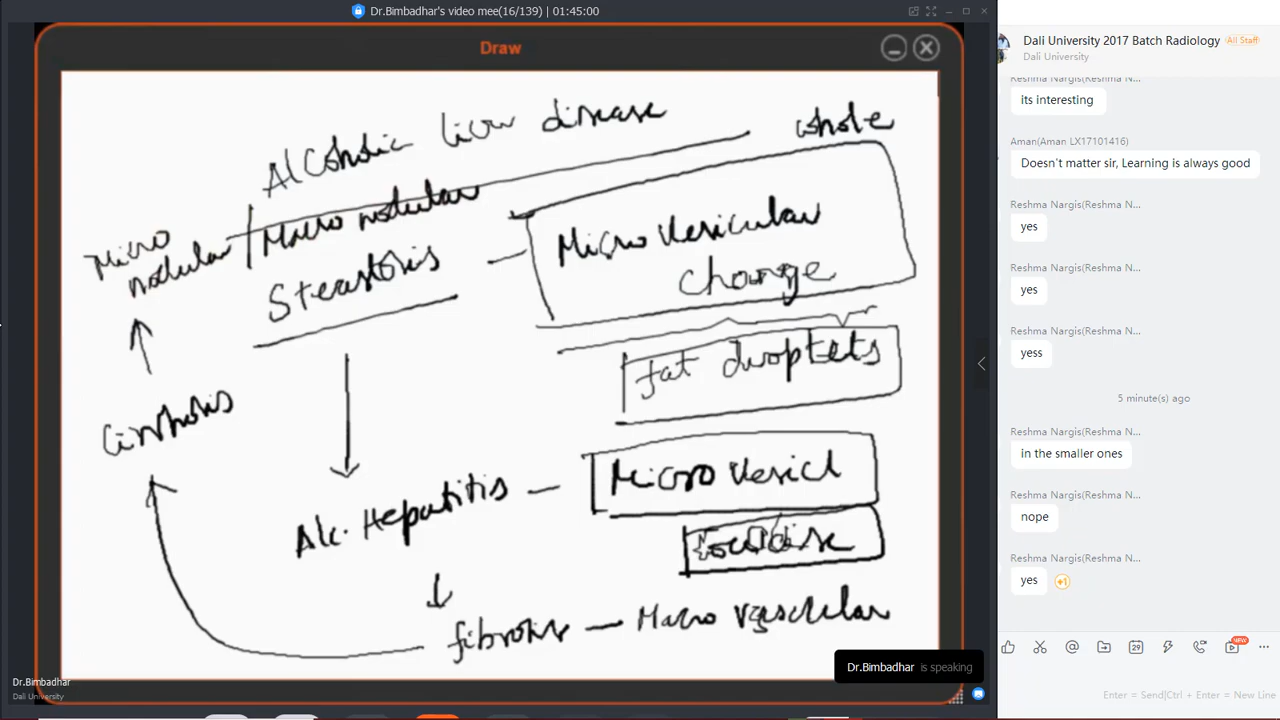 Dr.Bimbadhar's video mee(16/139) | 01:45:00
Draw
Alcoholic liver disease
whole
Micro nodular / Macro nodular
Steastosis - Microvesicular change
fat droplets
Cirrhosis
Alc. Hepatitis - Microvesicl
fibrosis - Macro vascular
Dr.Bimbadhar is speaking
Dr.Bimbadhar
Dali University
Dali University 2017 Batch Radiology All Staff
Dali University
Reshma Nargis(Reshma N...
its interesting
Aman(Aman LX17101416)
Doesn't matter sir, Learning is always good
Reshma Nargis(Reshma N...
yes
Reshma Nargis(Reshma N...
yes
Reshma Nargis(Reshma N...
yess
5 minute(s) ago
Reshma Nargis(Reshma N...
in the smaller ones
Reshma Nargis(Reshma N...
nope
Reshma Nargis(Reshma N...
yes +1
29
NEW
Enter = Send|Ctrl + Enter = New Line